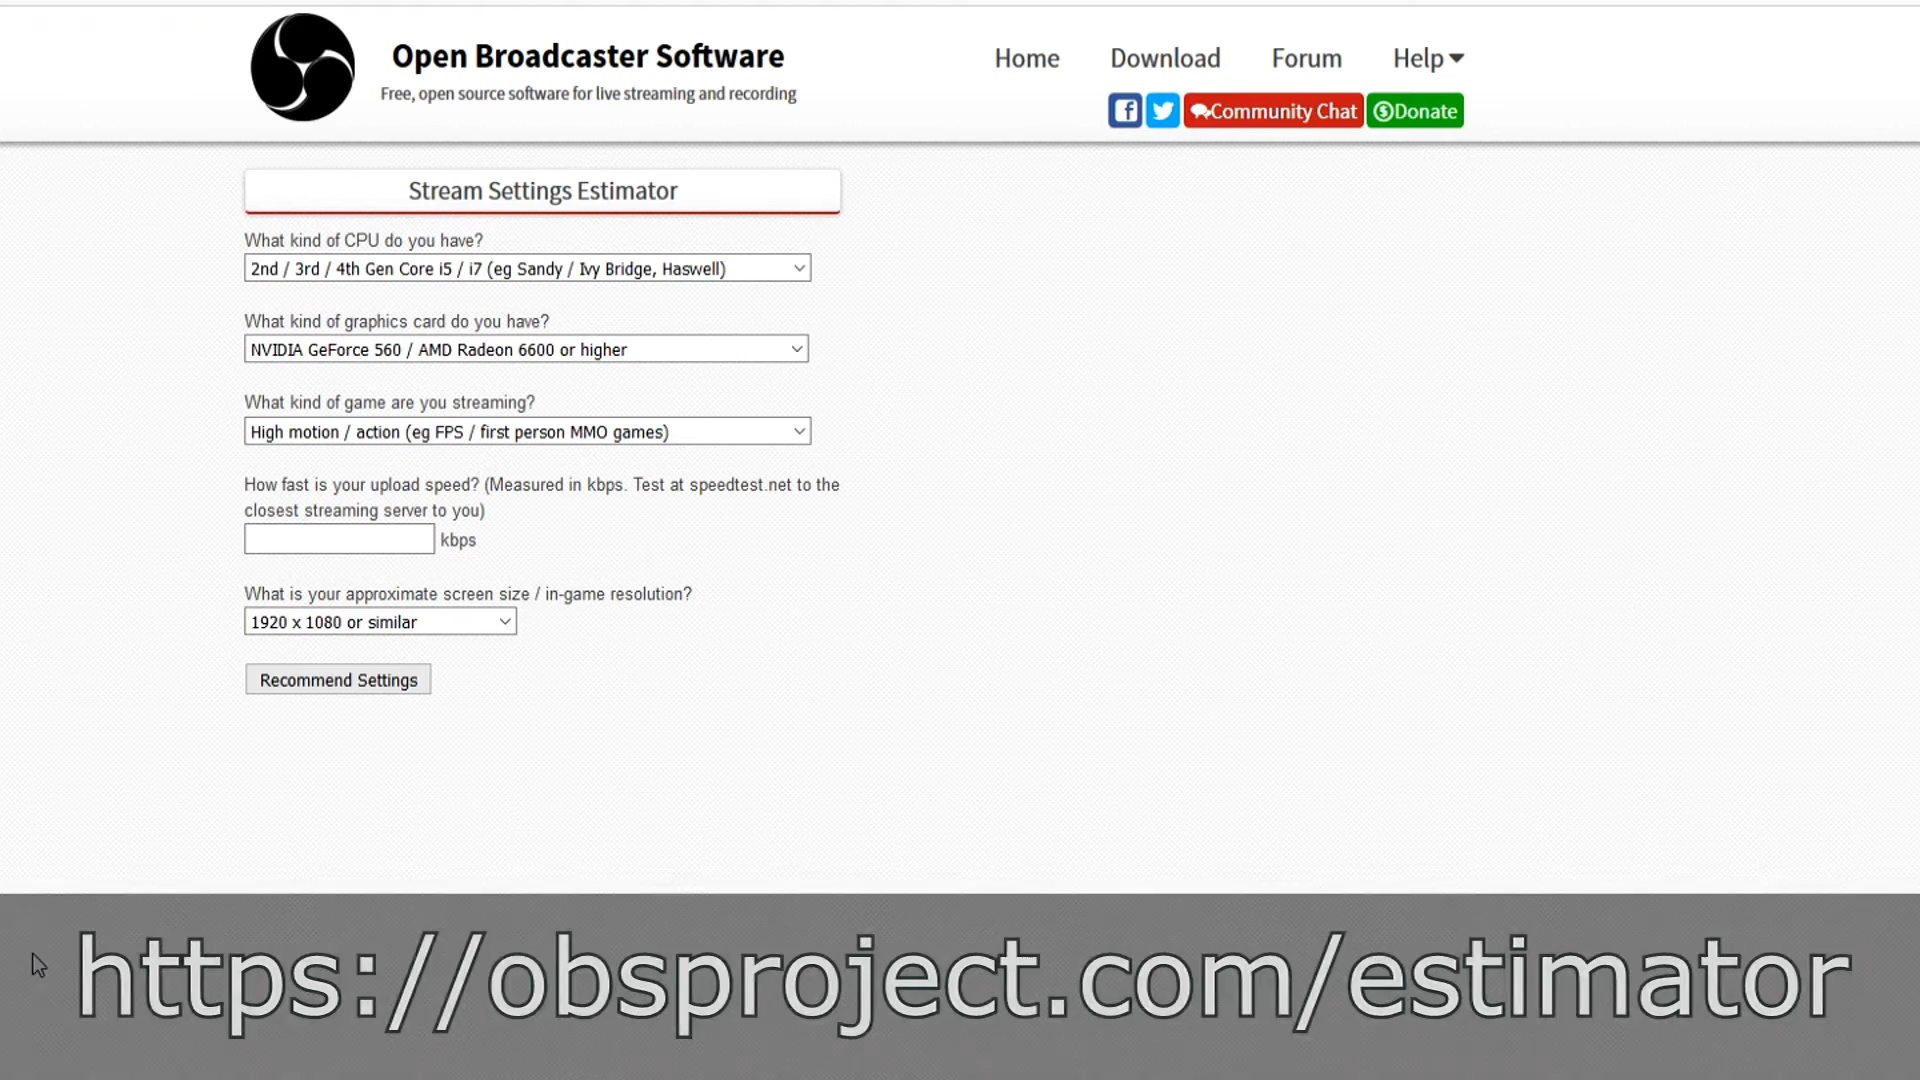 Open Broadcaster Software
Free, open source software for live streaming and recording
Home Download Forum Help
Community Chat Donate
Stream Settings Estimator
What kind of CPU do you have?
2nd / 3rd / 4th Gen Core i5 / i7 (eg Sandy / Ivy Bridge, Haswell)
What kind of graphics card do you have?
NVIDIA GeForce 560 / AMD Radeon 6600 or higher
What kind of game are you streaming?
High motion / action (eg FPS / first person MMO games)
How fast is your upload speed? (Measured in kbps. Test at speedtest.net to the
closest streaming server to you)
kbps
What is your approximate screen size / in-game resolution?
1920 x 1080 or similar
Recommend Settings
https://obsproject.com/estimator